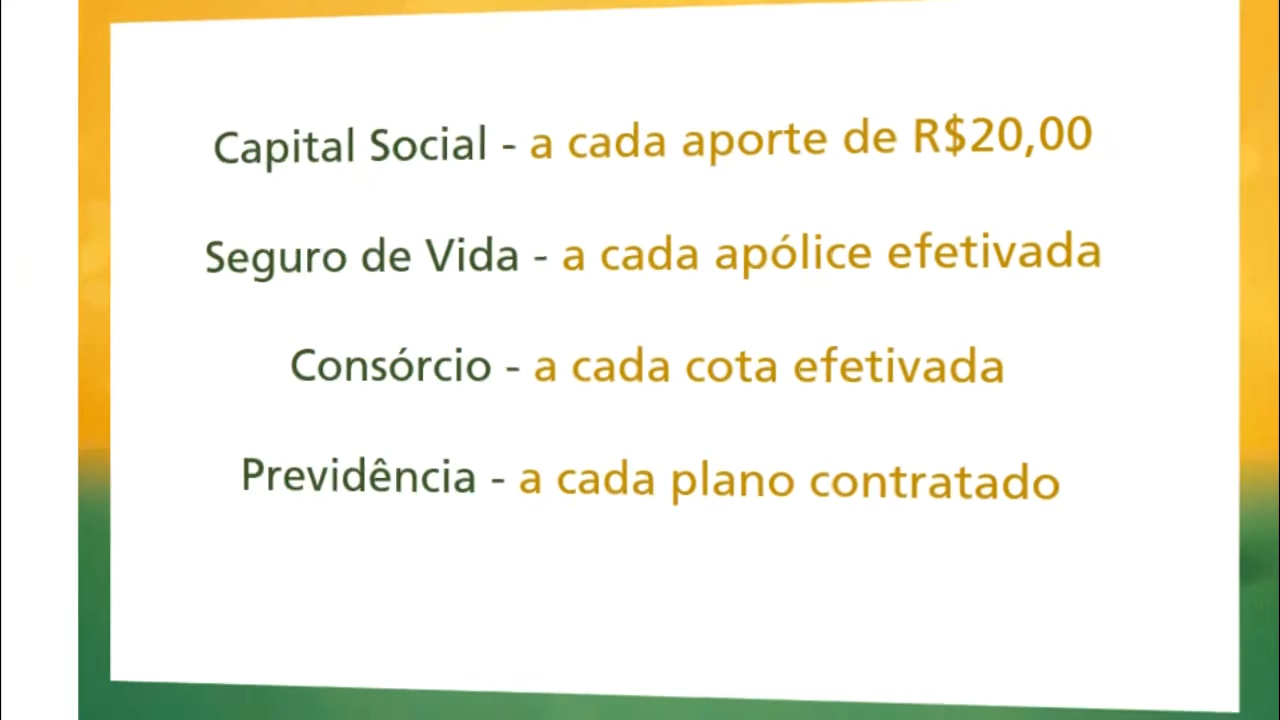 Capital Social - a cada aporte de R$20,00
Seguro de Vida - a cada apólice efetivada
Consórcio - a cada cota efetivada
Previdência - a cada plano contratado